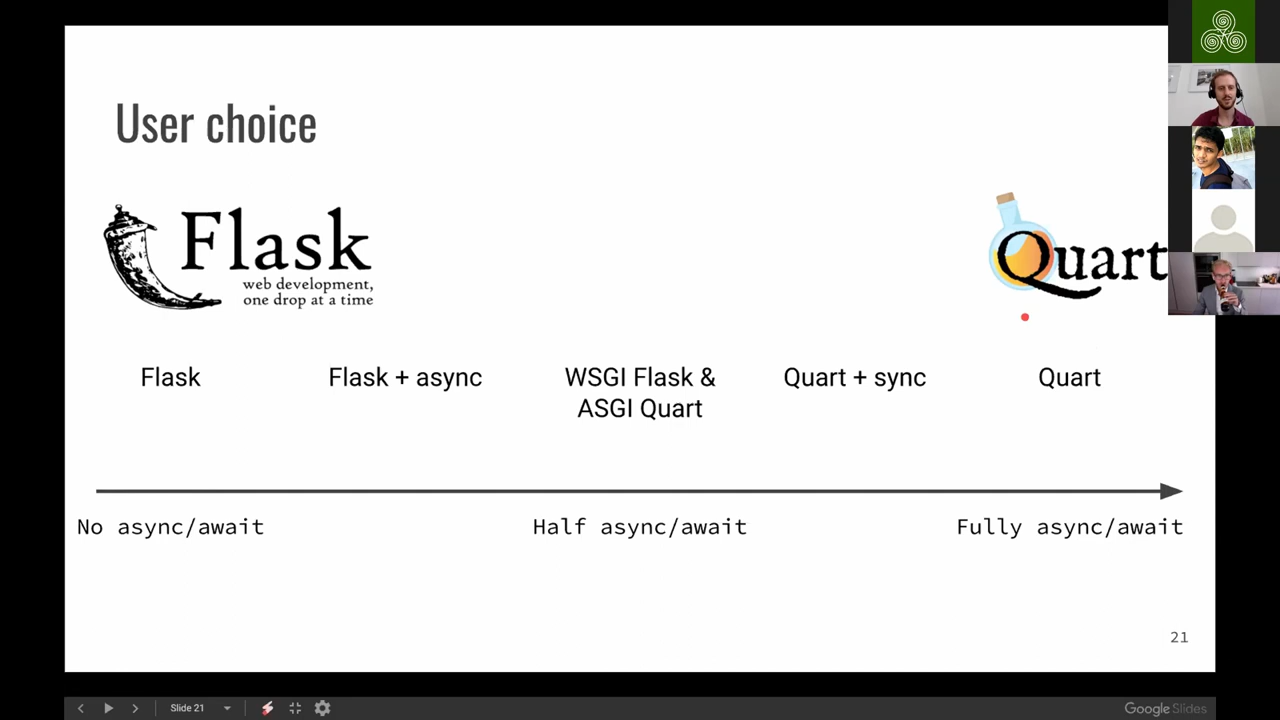 User choice
Flask
web development,
one drop at a time
Quart
Flask
Flask + async
WSGI Flask &
ASGI Quart
Quart + sync
Quart
No async/await
Half async/await
Fully async/await
21
Slide 21
Google Slides